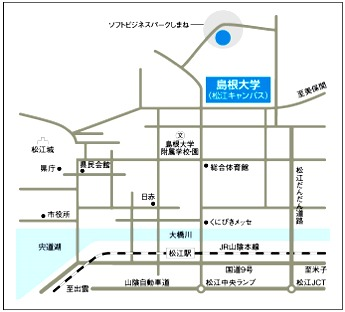 ソフトビジネスパークしまね
島根大学
(松江キャンパス)
至美保関
文
島根大学
附属学校・園
松江城
県庁
県民会館
総合体育館
松江だんだん道路
日赤
市役所
くにびきメッセ
大橋川
宍道湖
松江駅
JR山陰本線
国道9号
至米子
至出雲
山陰自動車道
松江中央ランプ
松江JCT